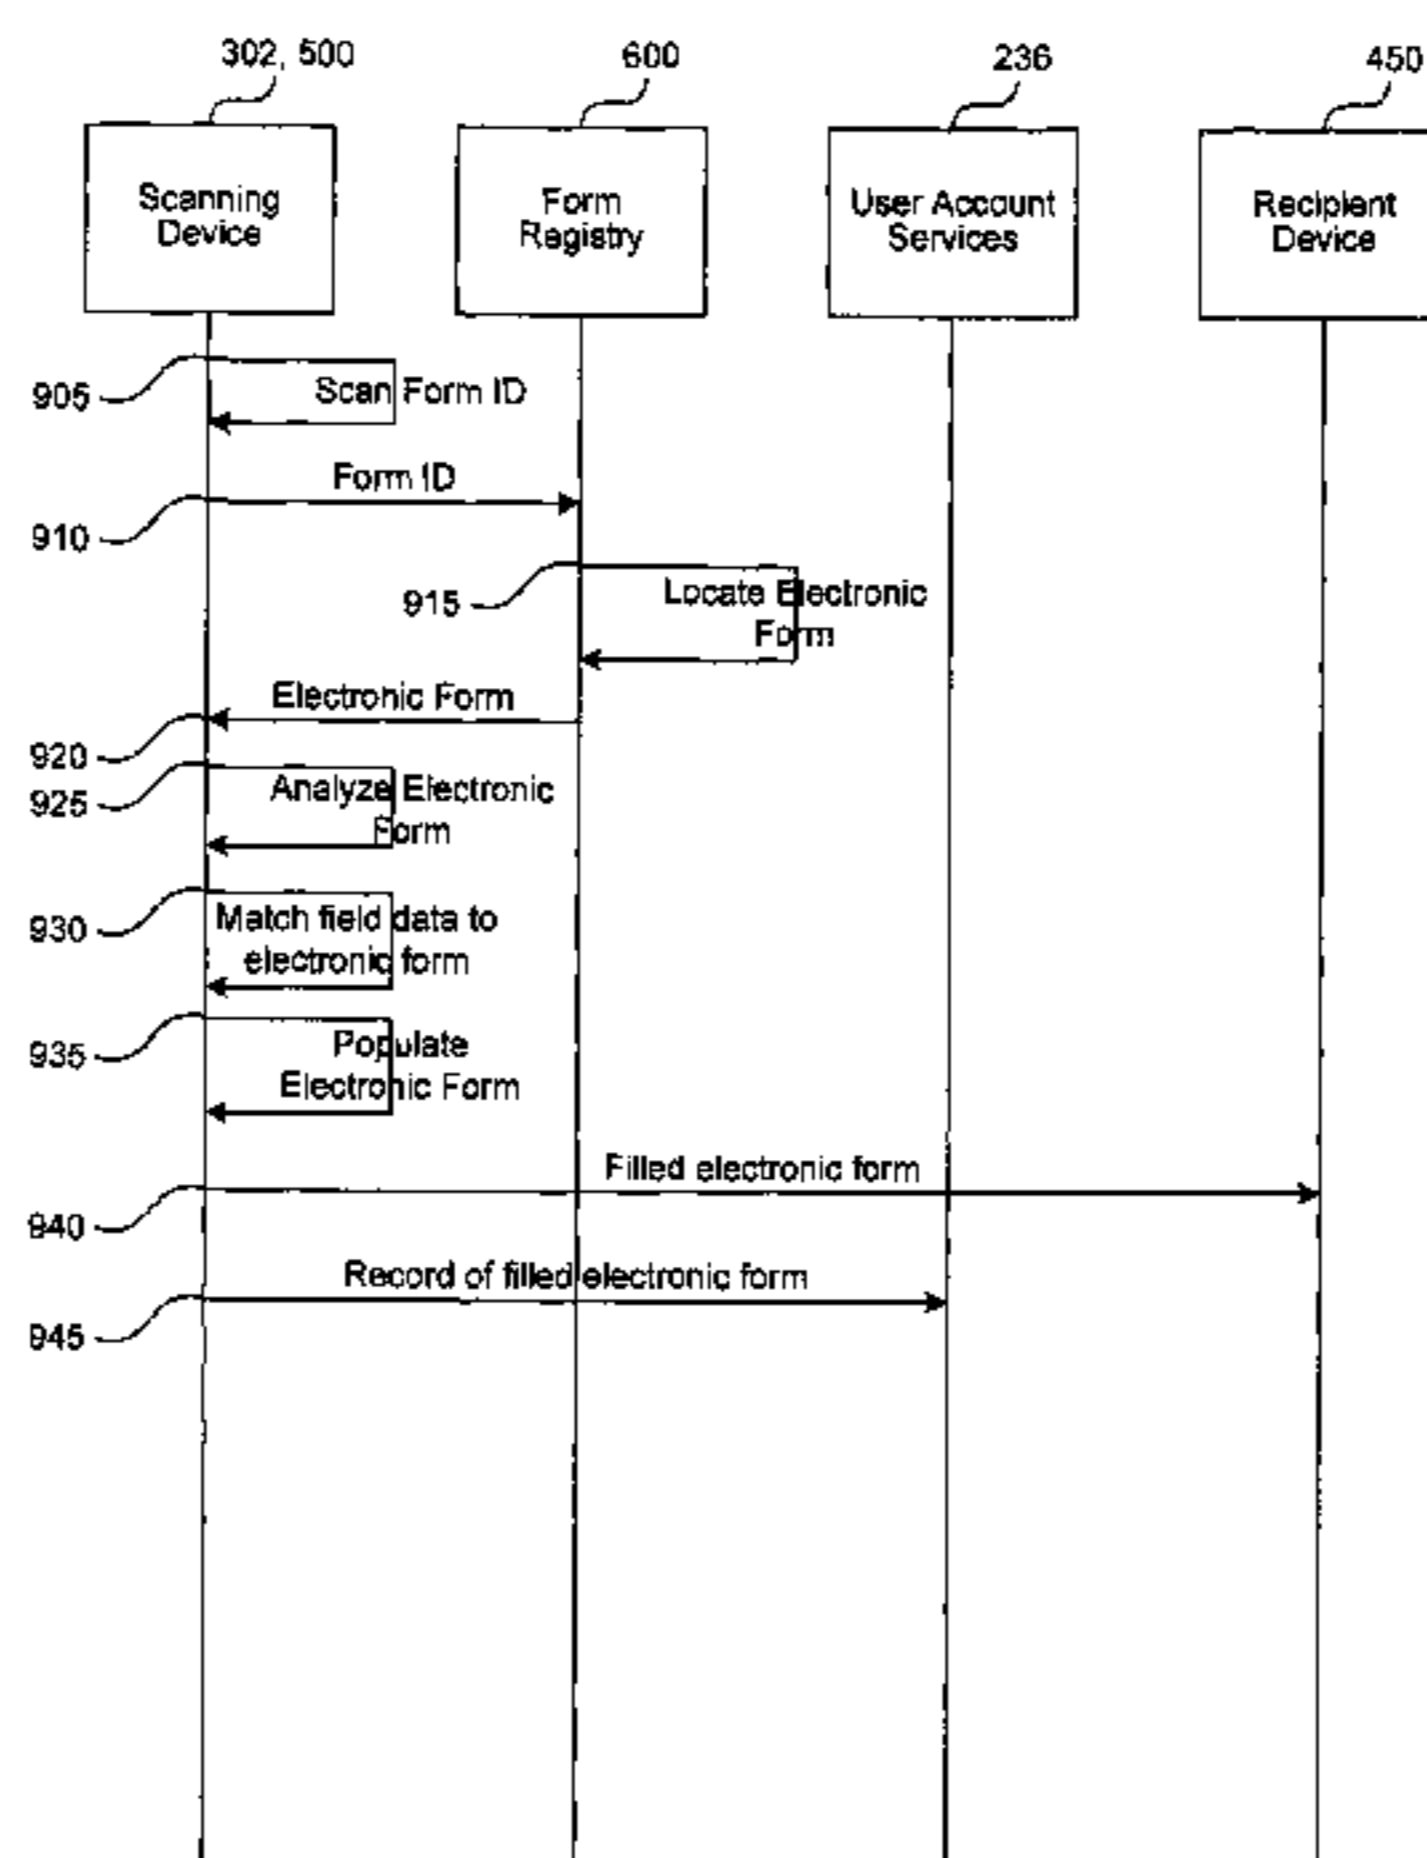 302, 500
600
236
450
Scanning
Device
Form
Registry
User Account
Services
Recipient
Device
905
Scan Form ID
Form ID
910
915
Locate Electronic
Form
Electronic Form
920
Analyze Electronic
925
Form
930
Match field data to
electronic form
935
Populate
Electronic Form
Filled electronic form
940
Record of filled electronic form
945